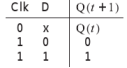 Clk D Q(t+1)
0 x Q(t)
1 0 0
1 1 1